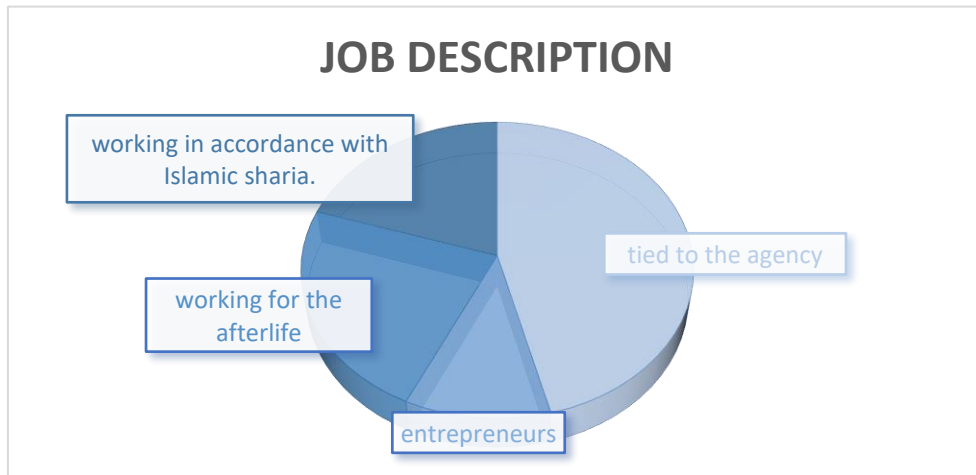 JOB DESCRIPTION
working in accordance with
Islamic sharia.
tied to the agency
working for the
afterlife
entrepreneurs